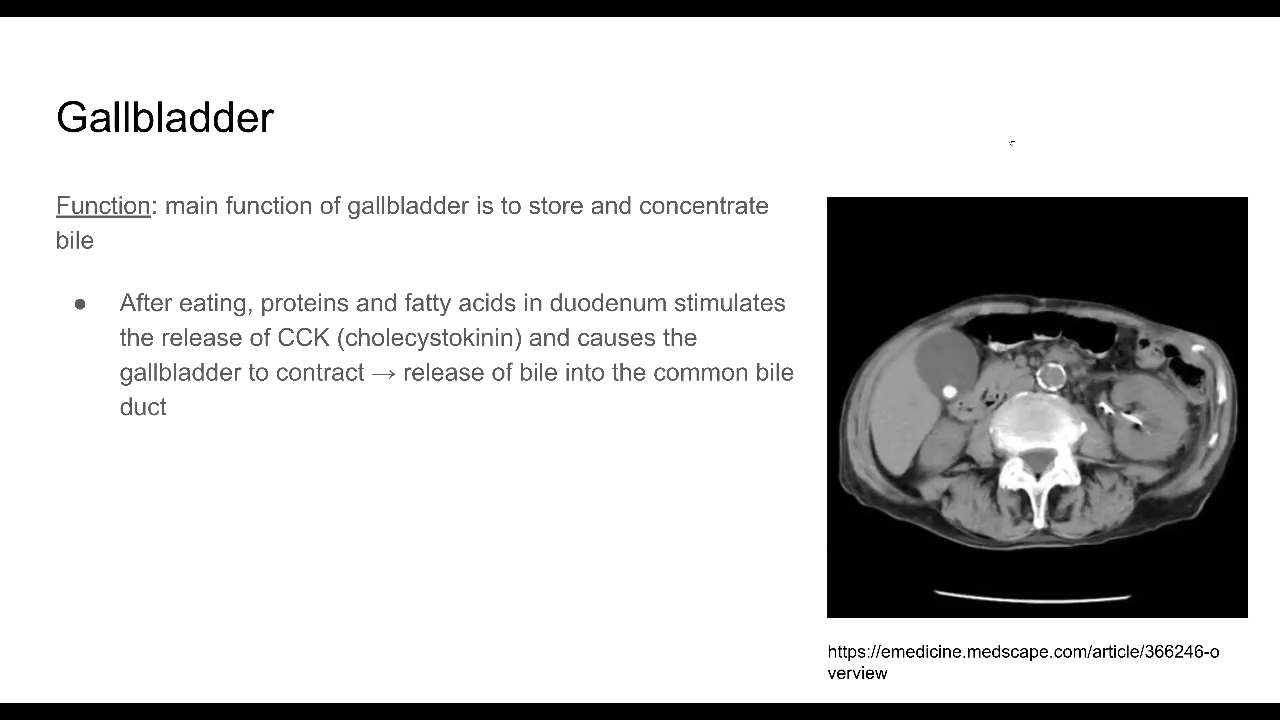 Gallbladder
Function: main function of gallbladder is to store and concentrate
bile
● After eating, proteins and fatty acids in duodenum stimulates
the release of CCK (cholecystokinin) and causes the
gallbladder to contract → release of bile into the common bile
duct
https://emedicine.medscape.com/article/366246-o
verview